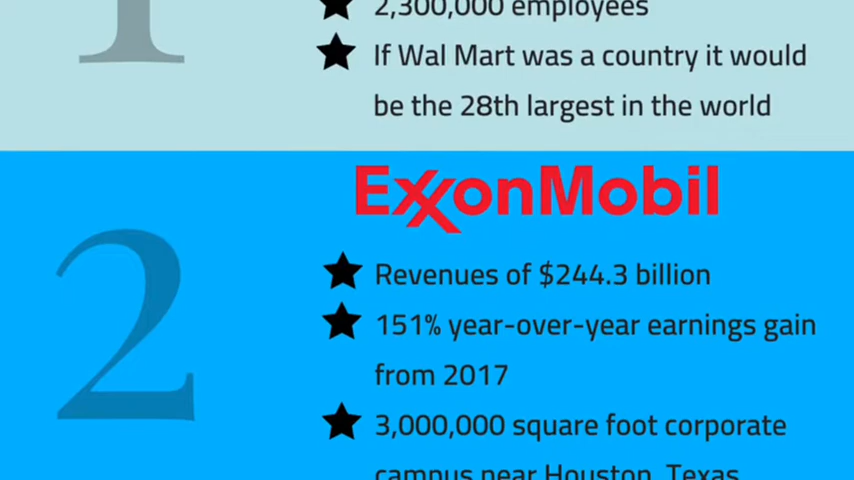 1
2,300,000 employees
If Wal Mart was a country it would
be the 28th largest in the world
ExxonMobil
2
Revenues of $244.3 billion
151% year-over-year earnings gain
from 2017
3,000,000 square foot corporate
campus near Houston, Texas